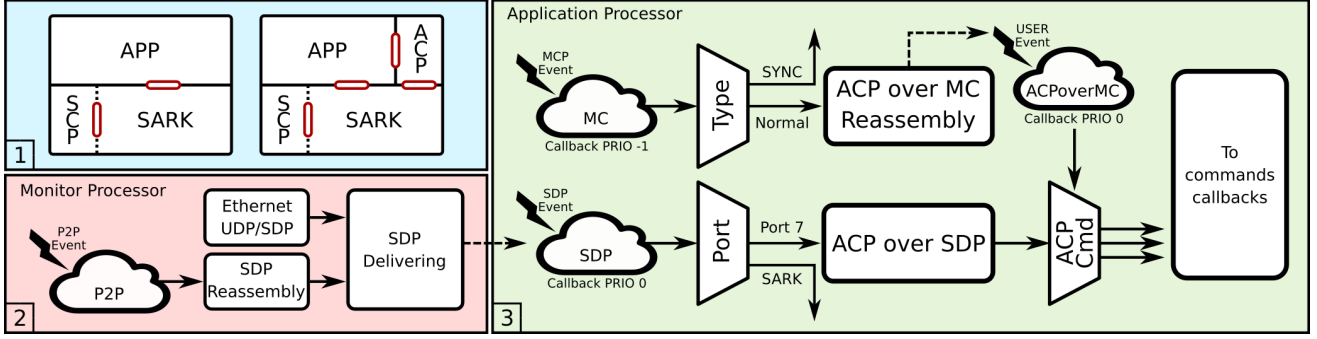 APP
SCP
SARK
APP
ACP
SCP
SARK
1
Monitor Processor
P2P
Event
P2P
Ethernet
UDP/SDP
SDP
Reassembly
SDP
Delivering
2
Application Processor
MCP
Event
MC
Callback PRIO -1
Type
SYNC
Normal
ACP over MC
Reassembly
USER
Event
ACPoverMC
Callback PRIO 0
SDP
Event
SDP
Callback PRIO 0
Port
Port 7
SARK
ACP over SDP
ACP
Cmd
To
commands
callbacks
3